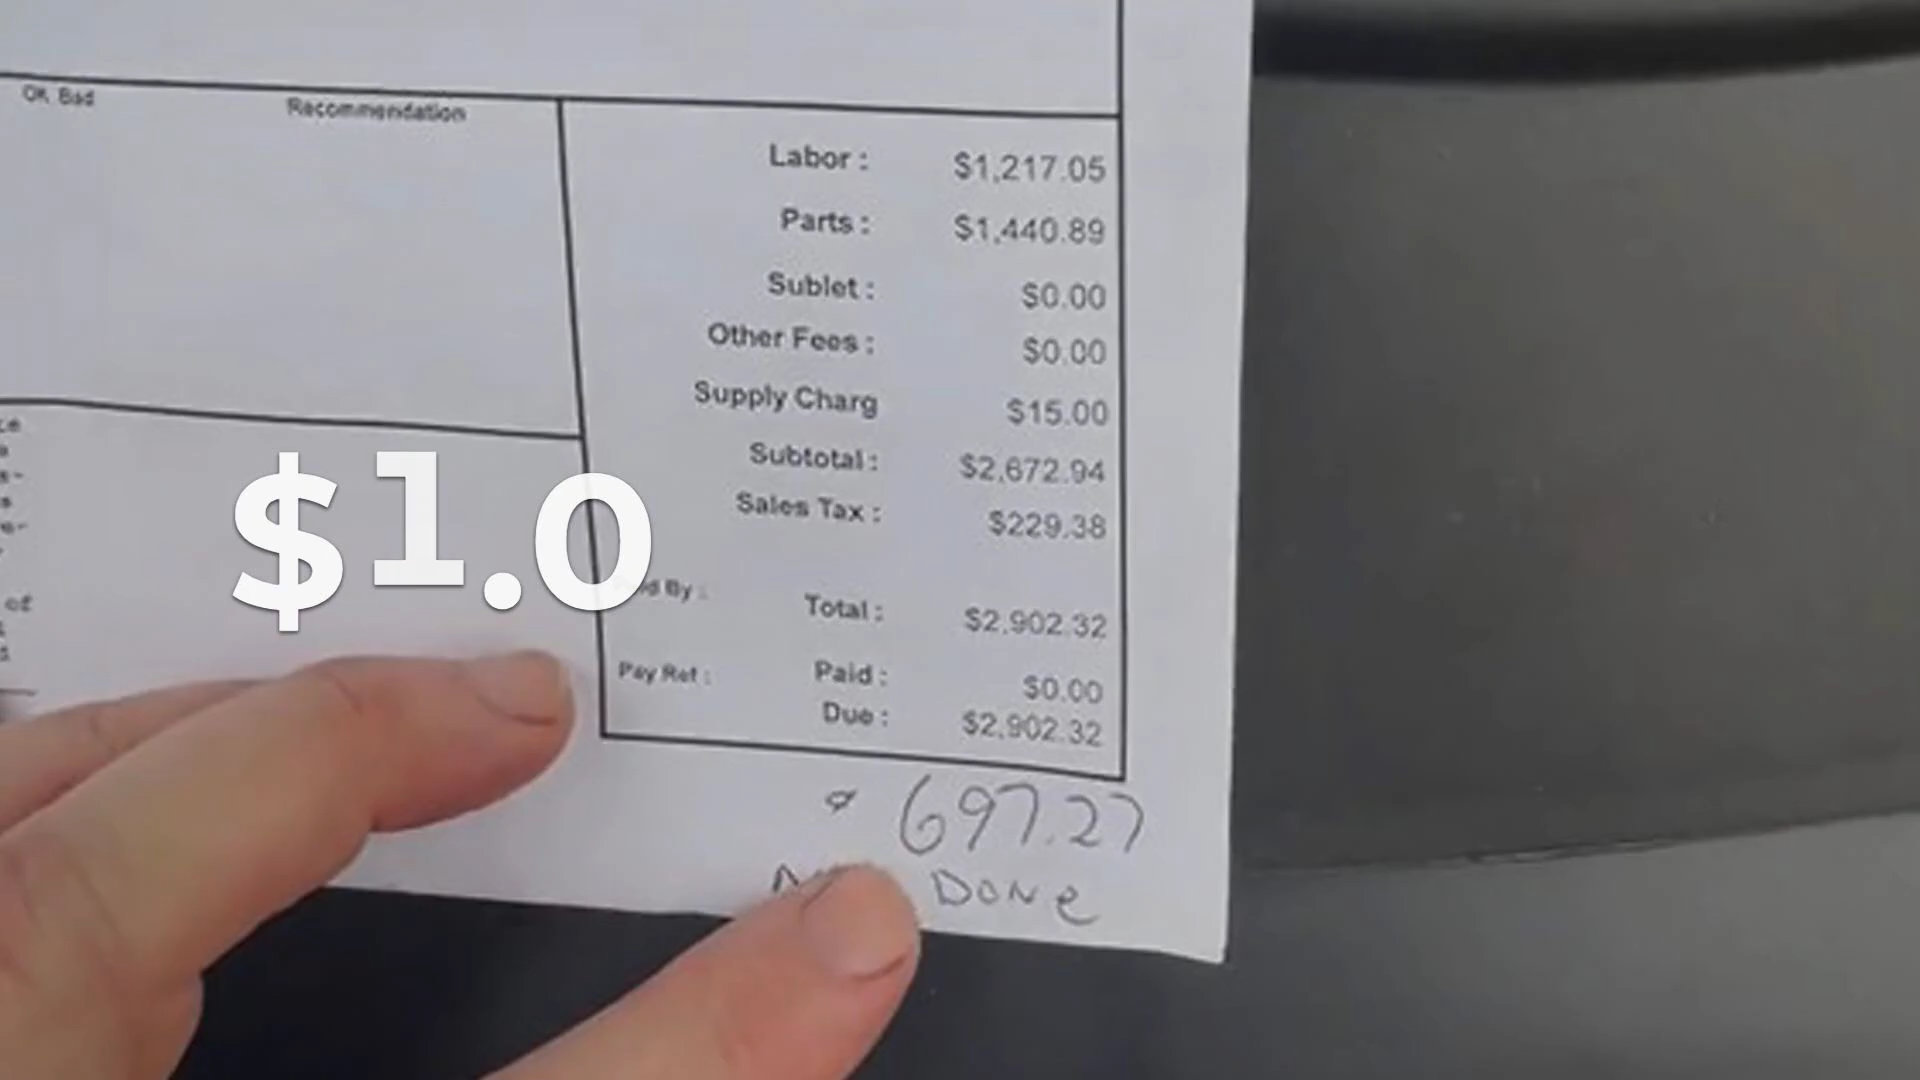 OK Bad Recommendation
Labor : $1,217.05
Parts : $1,440.89
Sublet : $0.00
Other Fees : $0.00
Supply Charg $15.00
Subtotal : $2,672.94
Sales Tax : $229.38
$1.0
By :
Total : $2,902.32
of
Pay Ref : Paid : $0.00
Due : $2,902.32
697.27
Done